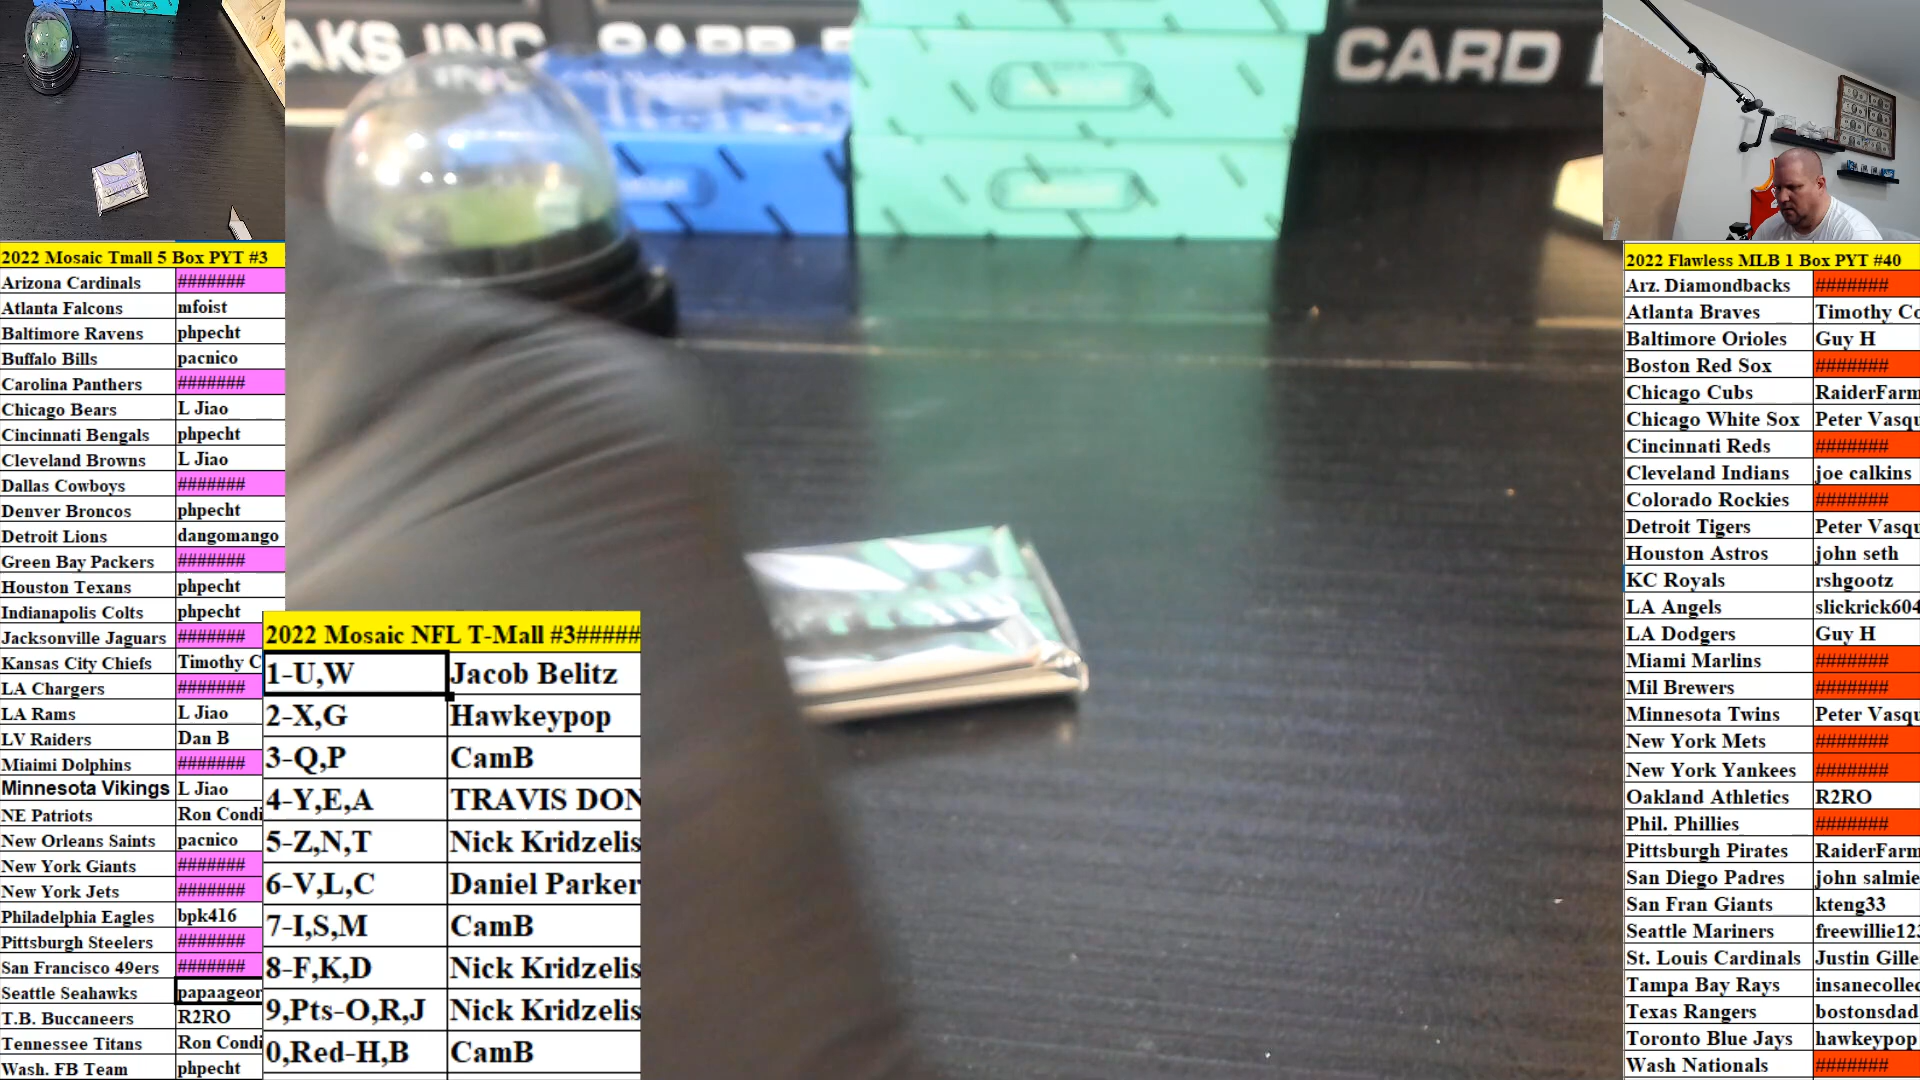 AKS INC
CARD
2022 Mosaic Tmall 5 Box PYT #3
Arizona Cardinals #######
Atlanta Falcons mfoist
Baltimore Ravens phpecht
Buffalo Bills pacnico
Carolina Panthers #######
Chicago Bears L Jiao
Cincinnati Bengals phpecht
Cleveland Browns L Jiao
Dallas Cowboys #######
Denver Broncos phpecht
Detroit Lions dangomango
Green Bay Packers #######
Houston Texans phpecht
Indianapolis Colts phpecht
Jacksonville Jaguars #######
Kansas City Chiefs Timothy C
LA Chargers #######
LA Rams L Jiao
LV Raiders Dan B
Miaimi Dolphins #######
Minnesota Vikings L Jiao
NE Patriots Ron Condi
New Orleans Saints pacnico
New York Giants #######
New York Jets #######
Philadelphia Eagles bpk416
Pittsburgh Steelers #######
San Francisco 49ers #######
Seattle Seahawks papaageor
T.B. Buccaneers R2RO
Tennessee Titans Ron Condi
Wash. FB Team phpecht
2022 Mosaic NFL T-Mall #3#####
1-U,W Jacob Belitz
2-X,G Hawkeypop
3-Q,P CamB
4-Y,E,A TRAVIS DON
5-Z,N,T Nick Kridzelis
6-V,L,C Daniel Parker
7-I,S,M CamB
8-F,K,D Nick Kridzelis
9,Pts-O,R,J Nick Kridzelis
0,Red-H,B CamB
2022 Flawless MLB 1 Box PYT #40
Arz. Diamondbacks #######
Atlanta Braves Timothy Co
Baltimore Orioles Guy H
Boston Red Sox #######
Chicago Cubs RaiderFarm
Chicago White Sox Peter Vasqu
Cincinnati Reds #######
Cleveland Indians joe calkins
Colorado Rockies #######
Detroit Tigers Peter Vasqu
Houston Astros john seth
KC Royals rshgootz
LA Angels slickrick604
LA Dodgers Guy H
Miami Marlins #######
Mil Brewers #######
Minnesota Twins Peter Vasqu
New York Mets #######
New York Yankees #######
Oakland Athletics R2RO
Phil. Phillies #######
Pittsburgh Pirates RaiderFarm
San Diego Padres john salmie
San Fran Giants kteng33
Seattle Mariners freewillie123
St. Louis Cardinals Justin Gille
Tampa Bay Rays insanecollec
Texas Rangers bostonsdad
Toronto Blue Jays hawkeypop
Wash Nationals #######